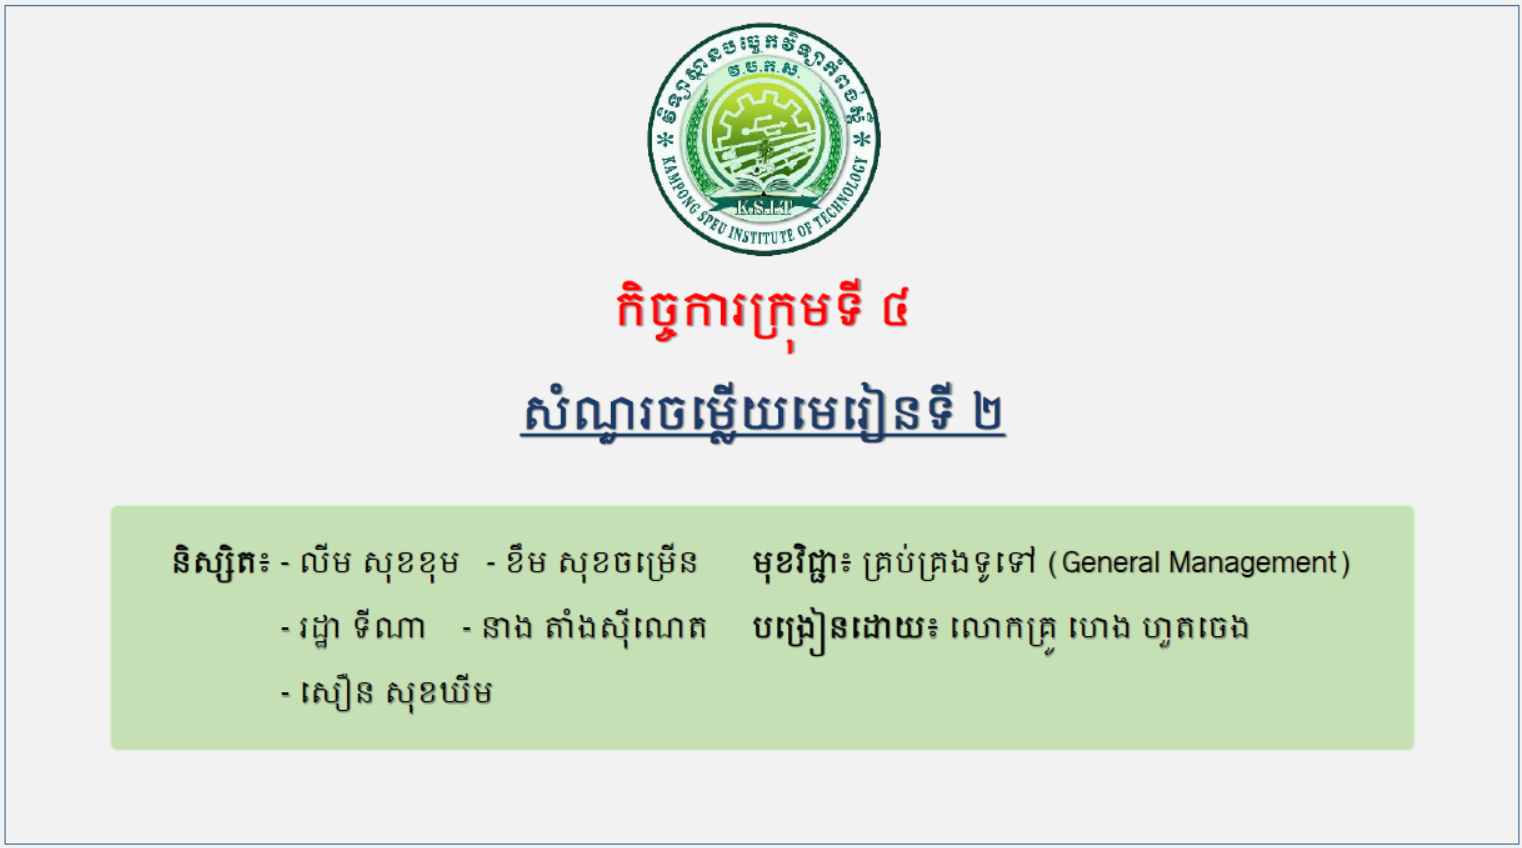 វិទ្យាស្ថានបច្ចេកវិទ្យាកំពង់ស្ពឺ
វ.ប.ក.ស.
K.S.I.T
KAMPONG SPEU INSTITUTE OF TECHNOLOGY
កិច្ចការក្រុមទី ៤
សំណួរចម្លើយមេរៀនទី ២
និស្សិត៖ - លីម សុខខុម - ខឹម សុខចម្រើន មុខវិជ្ជា៖ គ្រប់គ្រងទូទៅ (General Management)
- រដ្ឋា ទីណា - នាង តាំងស៊ីណេត បង្រៀនដោយ៖ លោកគ្រូ ហេង ហួតចេង
- សឿន សុខឃីម